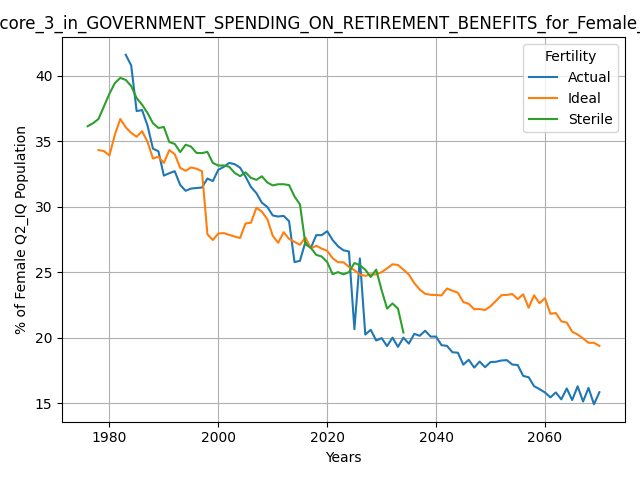 core_3_in_GOVERNMENT_SPENDING_ON_RETIREMENT_BENEFITS_for_Female_
Fertility
Actual
Ideal
Sterile
% of Female Q2_IQ Population
40
35
30
25
20
15
1980
2000
2020
2040
2060
Years